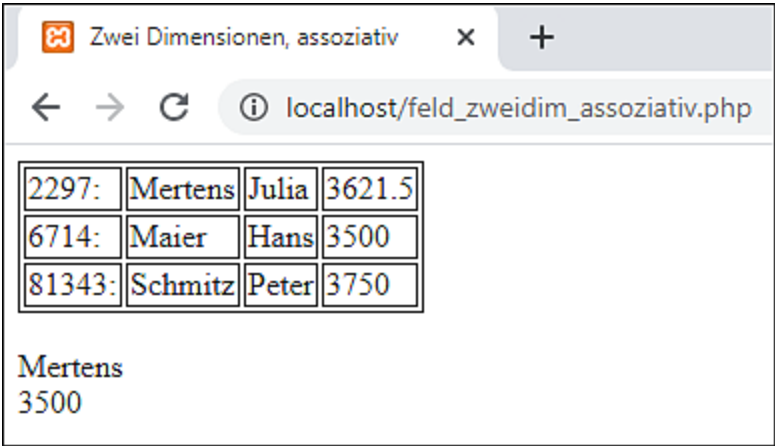 Zwei Dimensionen, assoziativ
localhost/feld_zweidim_assoziativ.php
2297: Mertens Julia 3621.5
6714: Maier Hans 3500
81343: Schmitz Peter 3750
Mertens
3500